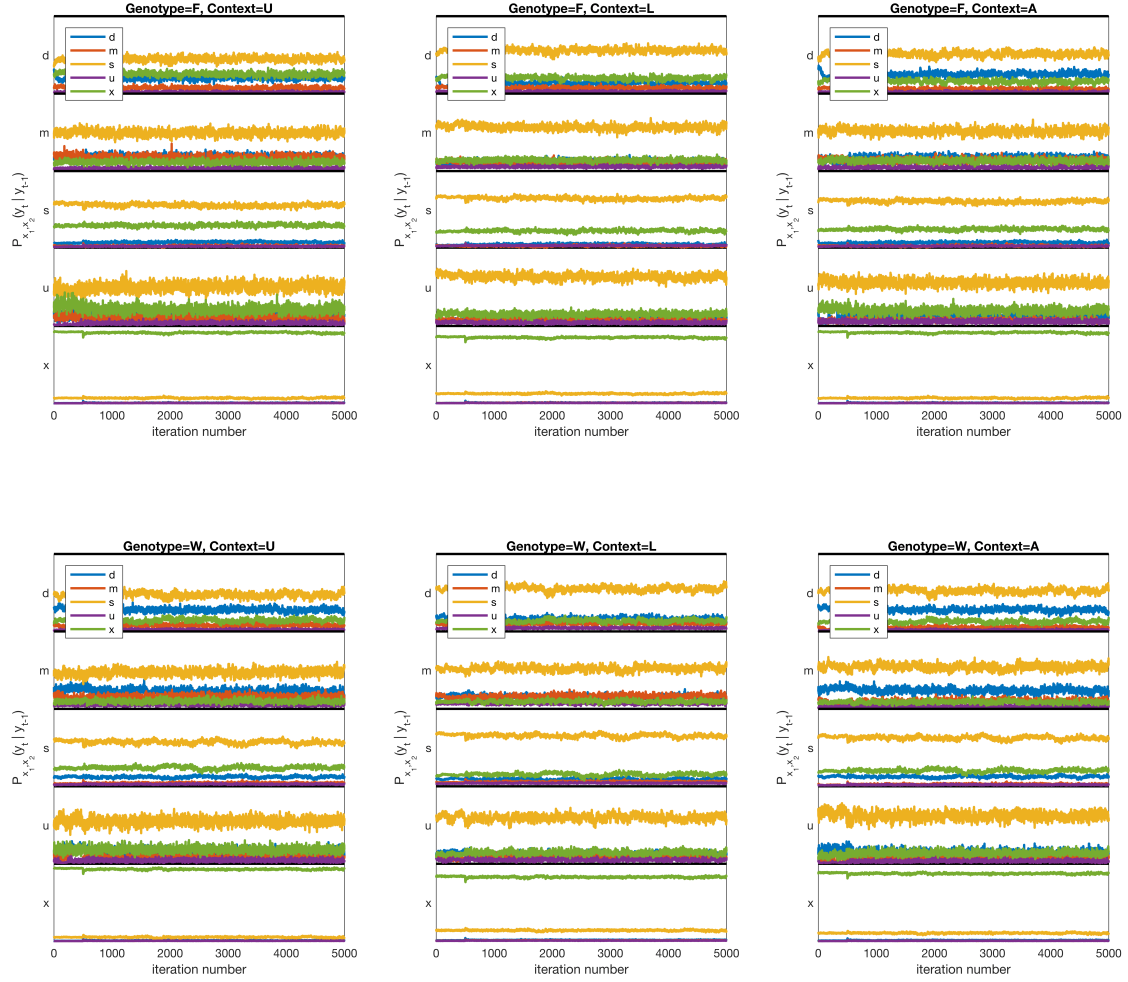 Genotype=F, Context=U
d
m
s
u
x
d
m
s
u
x
P x1,x2 (yt | yt-1)
0 1000 2000 3000 4000 5000
iteration number
Genotype=F, Context=L
d
m
s
u
x
d
m
s
u
x
P x1,x2 (yt | yt-1)
0 1000 2000 3000 4000 5000
iteration number
Genotype=F, Context=A
d
m
s
u
x
d
m
s
u
x
P x1,x2 (yt | yt-1)
0 1000 2000 3000 4000 5000
iteration number
Genotype=W, Context=U
d
m
s
u
x
d
m
s
u
x
P x1,x2 (yt | yt-1)
0 1000 2000 3000 4000 5000
iteration number
Genotype=W, Context=L
d
m
s
u
x
d
m
s
u
x
P x1,x2 (yt | yt-1)
0 1000 2000 3000 4000 5000
iteration number
Genotype=W, Context=A
d
m
s
u
x
d
m
s
u
x
P x1,x2 (yt | yt-1)
0 1000 2000 3000 4000 5000
iteration number